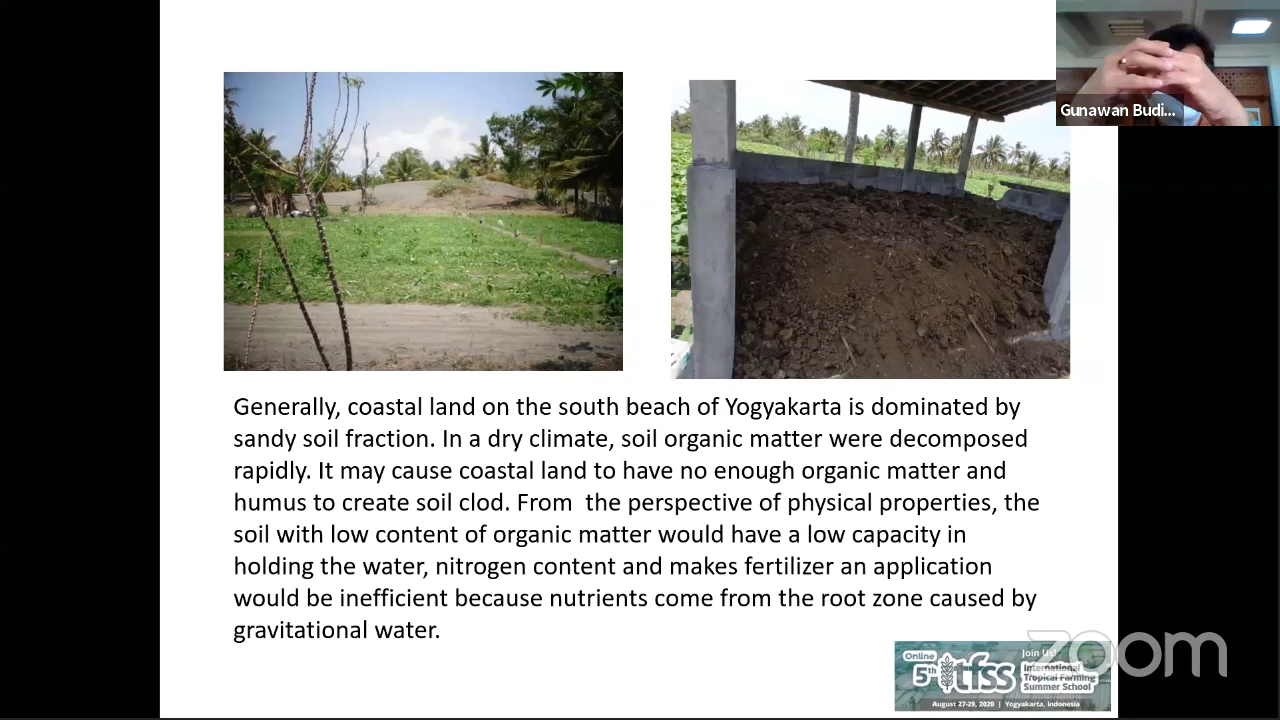 Gunawan Budi...
Generally, coastal land on the south beach of Yogyakarta is dominated by
sandy soil fraction. In a dry climate, soil organic matter were decomposed
rapidly. It may cause coastal land to have no enough organic matter and
humus to create soil clod. From  the perspective of physical properties, the
soil with low content of organic matter would have a low capacity in
holding the water, nitrogen content and makes fertilizer an application
would be inefficient because nutrients come from the root zone caused by
gravitational water.
zoom
Online
5th itfss
Join Us!
International
Tropical Farming
Summer School
August 27-29, 2020 | Yogyakarta, Indonesia